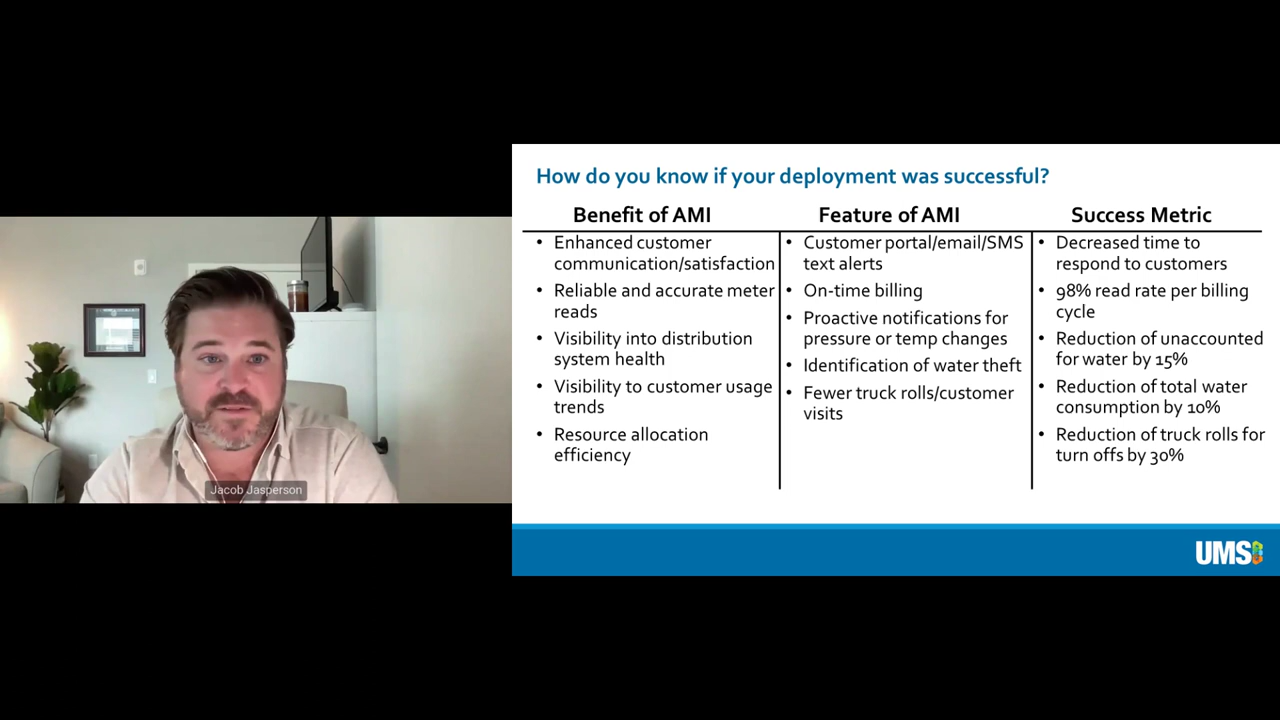 How do you know if your deployment was successful?
Benefit of AMI
• Enhanced customer
communication/satisfaction
• Reliable and accurate meter
reads
• Visibility into distribution
system health
• Visibility to customer usage
trends
• Resource allocation
efficiency
Feature of AMI
• Customer portal/email/SMS
text alerts
• On-time billing
• Proactive notifications for
pressure or temp changes
• Identification of water theft
• Fewer truck rolls/customer
visits
Success Metric
• Decreased time to
respond to customers
• 98% read rate per billing
cycle
• Reduction of unaccounted
for water by 15%
• Reduction of total water
consumption by 10%
• Reduction of truck rolls for
turn offs by 30%
Jacob Jasperson
UMS